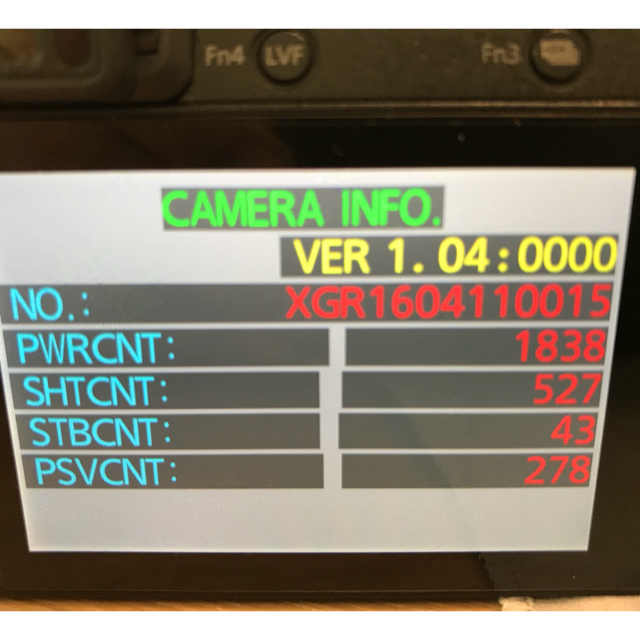 Fn4 LVF Fn3
CAMERA INFO.
VER 1.04:0000
NO.: XGR1604110015
PWRCNT: 1838
SHTCNT: 527
STBCNT: 43
PSVCNT: 278